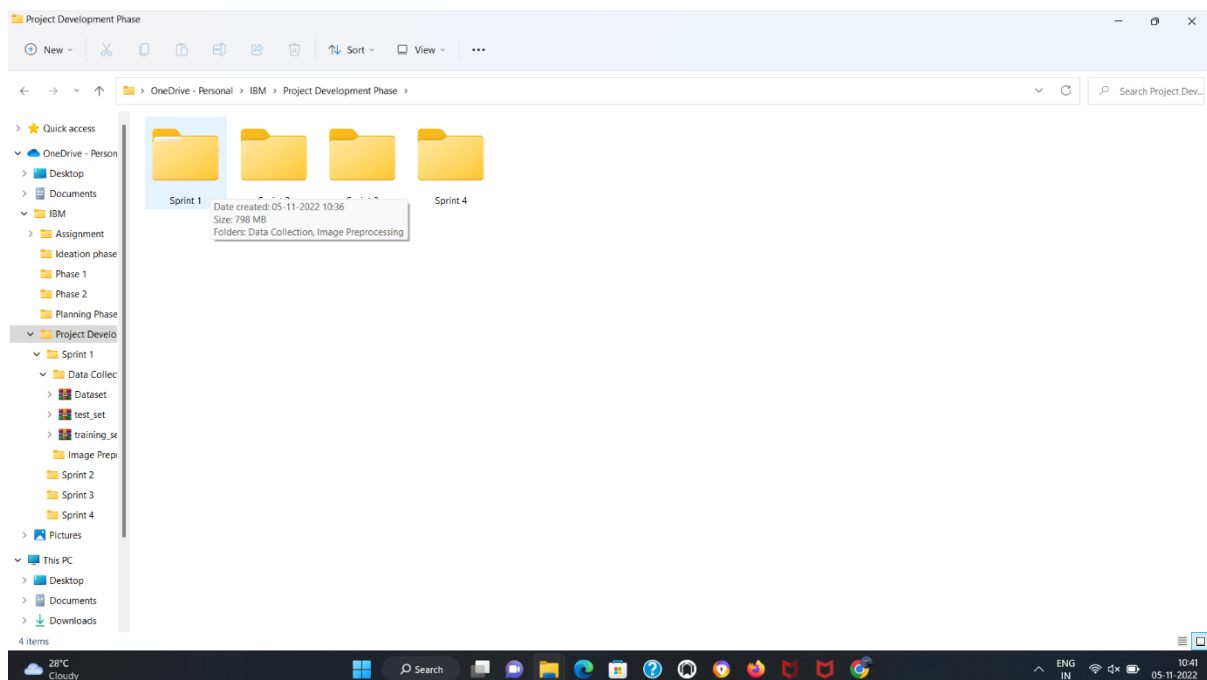 Project Development Phase
New
Sort
View
OneDrive - Personal > IBM > Project Development Phase >
Search Project Dev...
Quick access
OneDrive - Person
Desktop
Documents
IBM
Assignment
Ideation phase
Phase 1
Phase 2
Planning Phase
Project Develo
Sprint 1
Data Collec
Dataset
test_set
training_se
Image Prep
Sprint 2
Sprint 3
Sprint 4
Pictures
This PC
Desktop
Documents
Downloads
Sprint 1
Sprint 4
Date created: 05-11-2022 10:36
Size: 798 MB
Folders: Data Collection, Image Preprocessing
4 items
28°C
Cloudy
Search
ENG
IN
10:41
05-11-2022